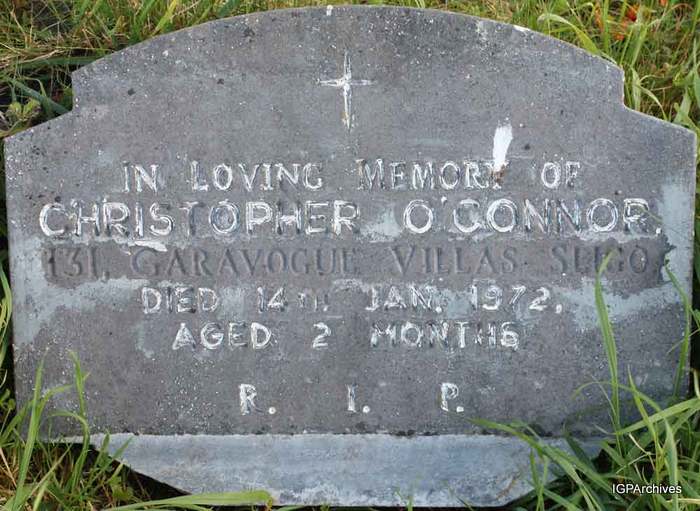 IN LOVING MEMORY OF
CHRISTOPHER O'CONNOR.
131, GARAVOGUE VILLAS SLIGO.
DIED 14TH. JAN. 1972.
AGED 2 MONTHS
R. I. P.
IGPArchives